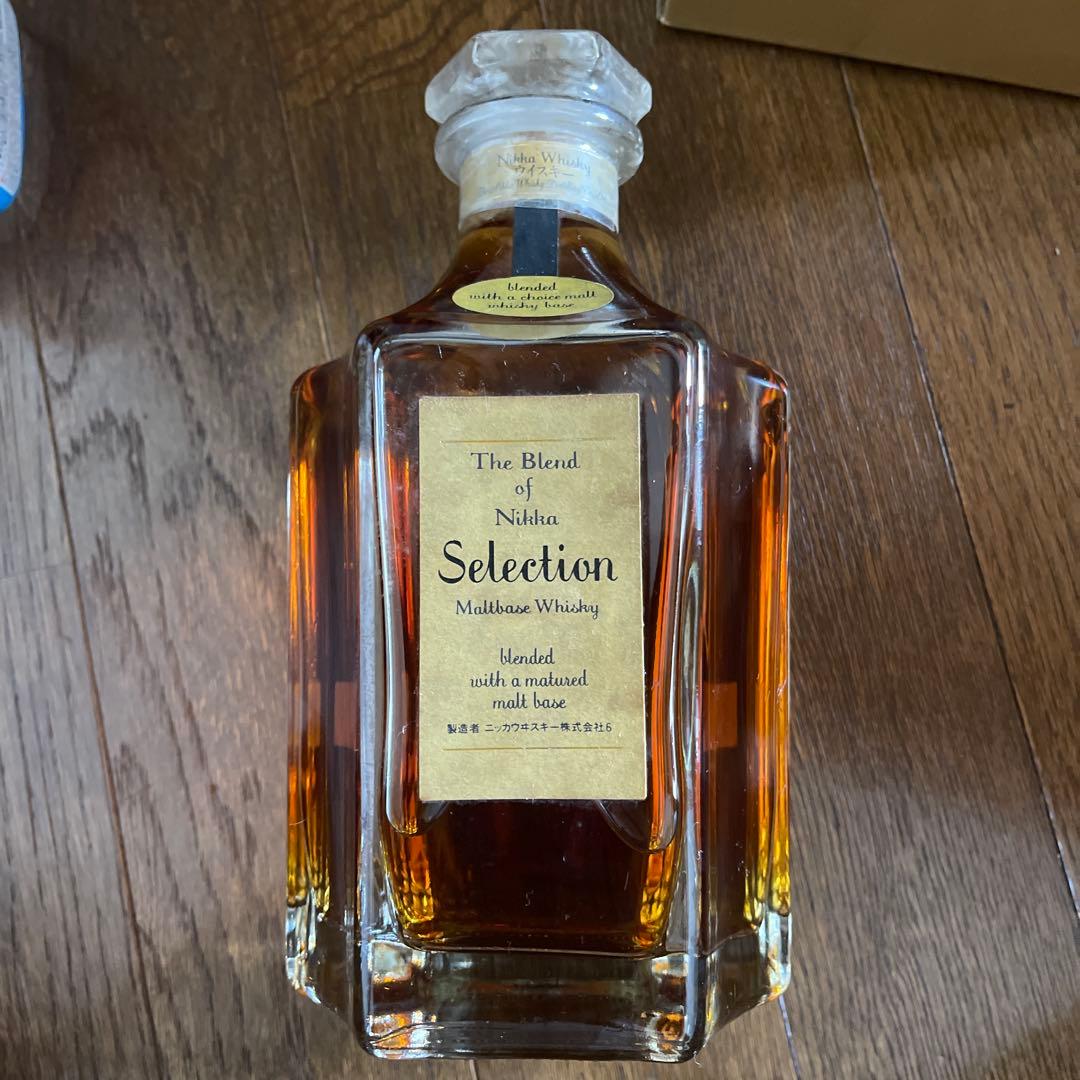 Nikka Whisky
ウイスキー
Whisky
blended
with a choice malt
whisky base
The Blend
of
Nikka
Selection
Maltbase Whisky
blended
with a matured
malt base
製造者 ニッカウヰスキー株式会社6